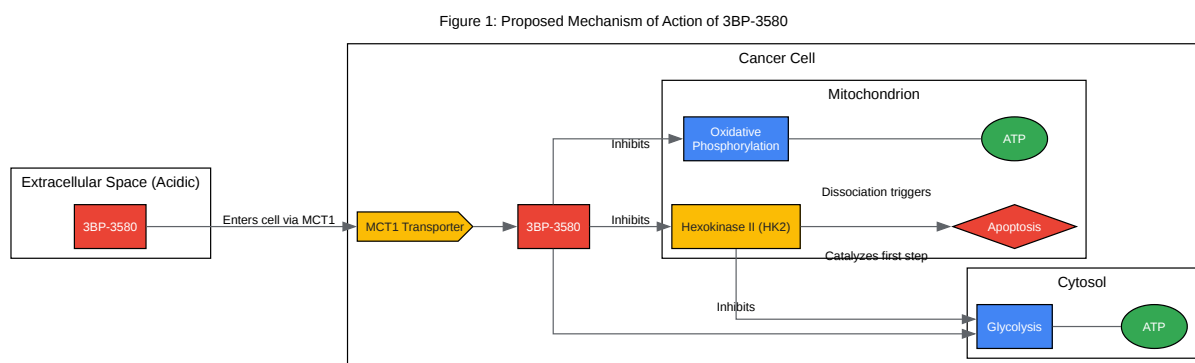 Figure 1: Proposed Mechanism of Action of 3BP-3580
Cancer Cell
Mitochondrion
Oxidative
Phosphorylation
ATP
Inhibits
Extracellular Space (Acidic)
3BP-3580
Enters cell via MCT1
MCT1 Transporter
3BP-3580
Inhibits
Hexokinase II (HK2)
Dissociation triggers
Apoptosis
Catalyzes first step
Cytosol
Inhibits
Glycolysis
ATP